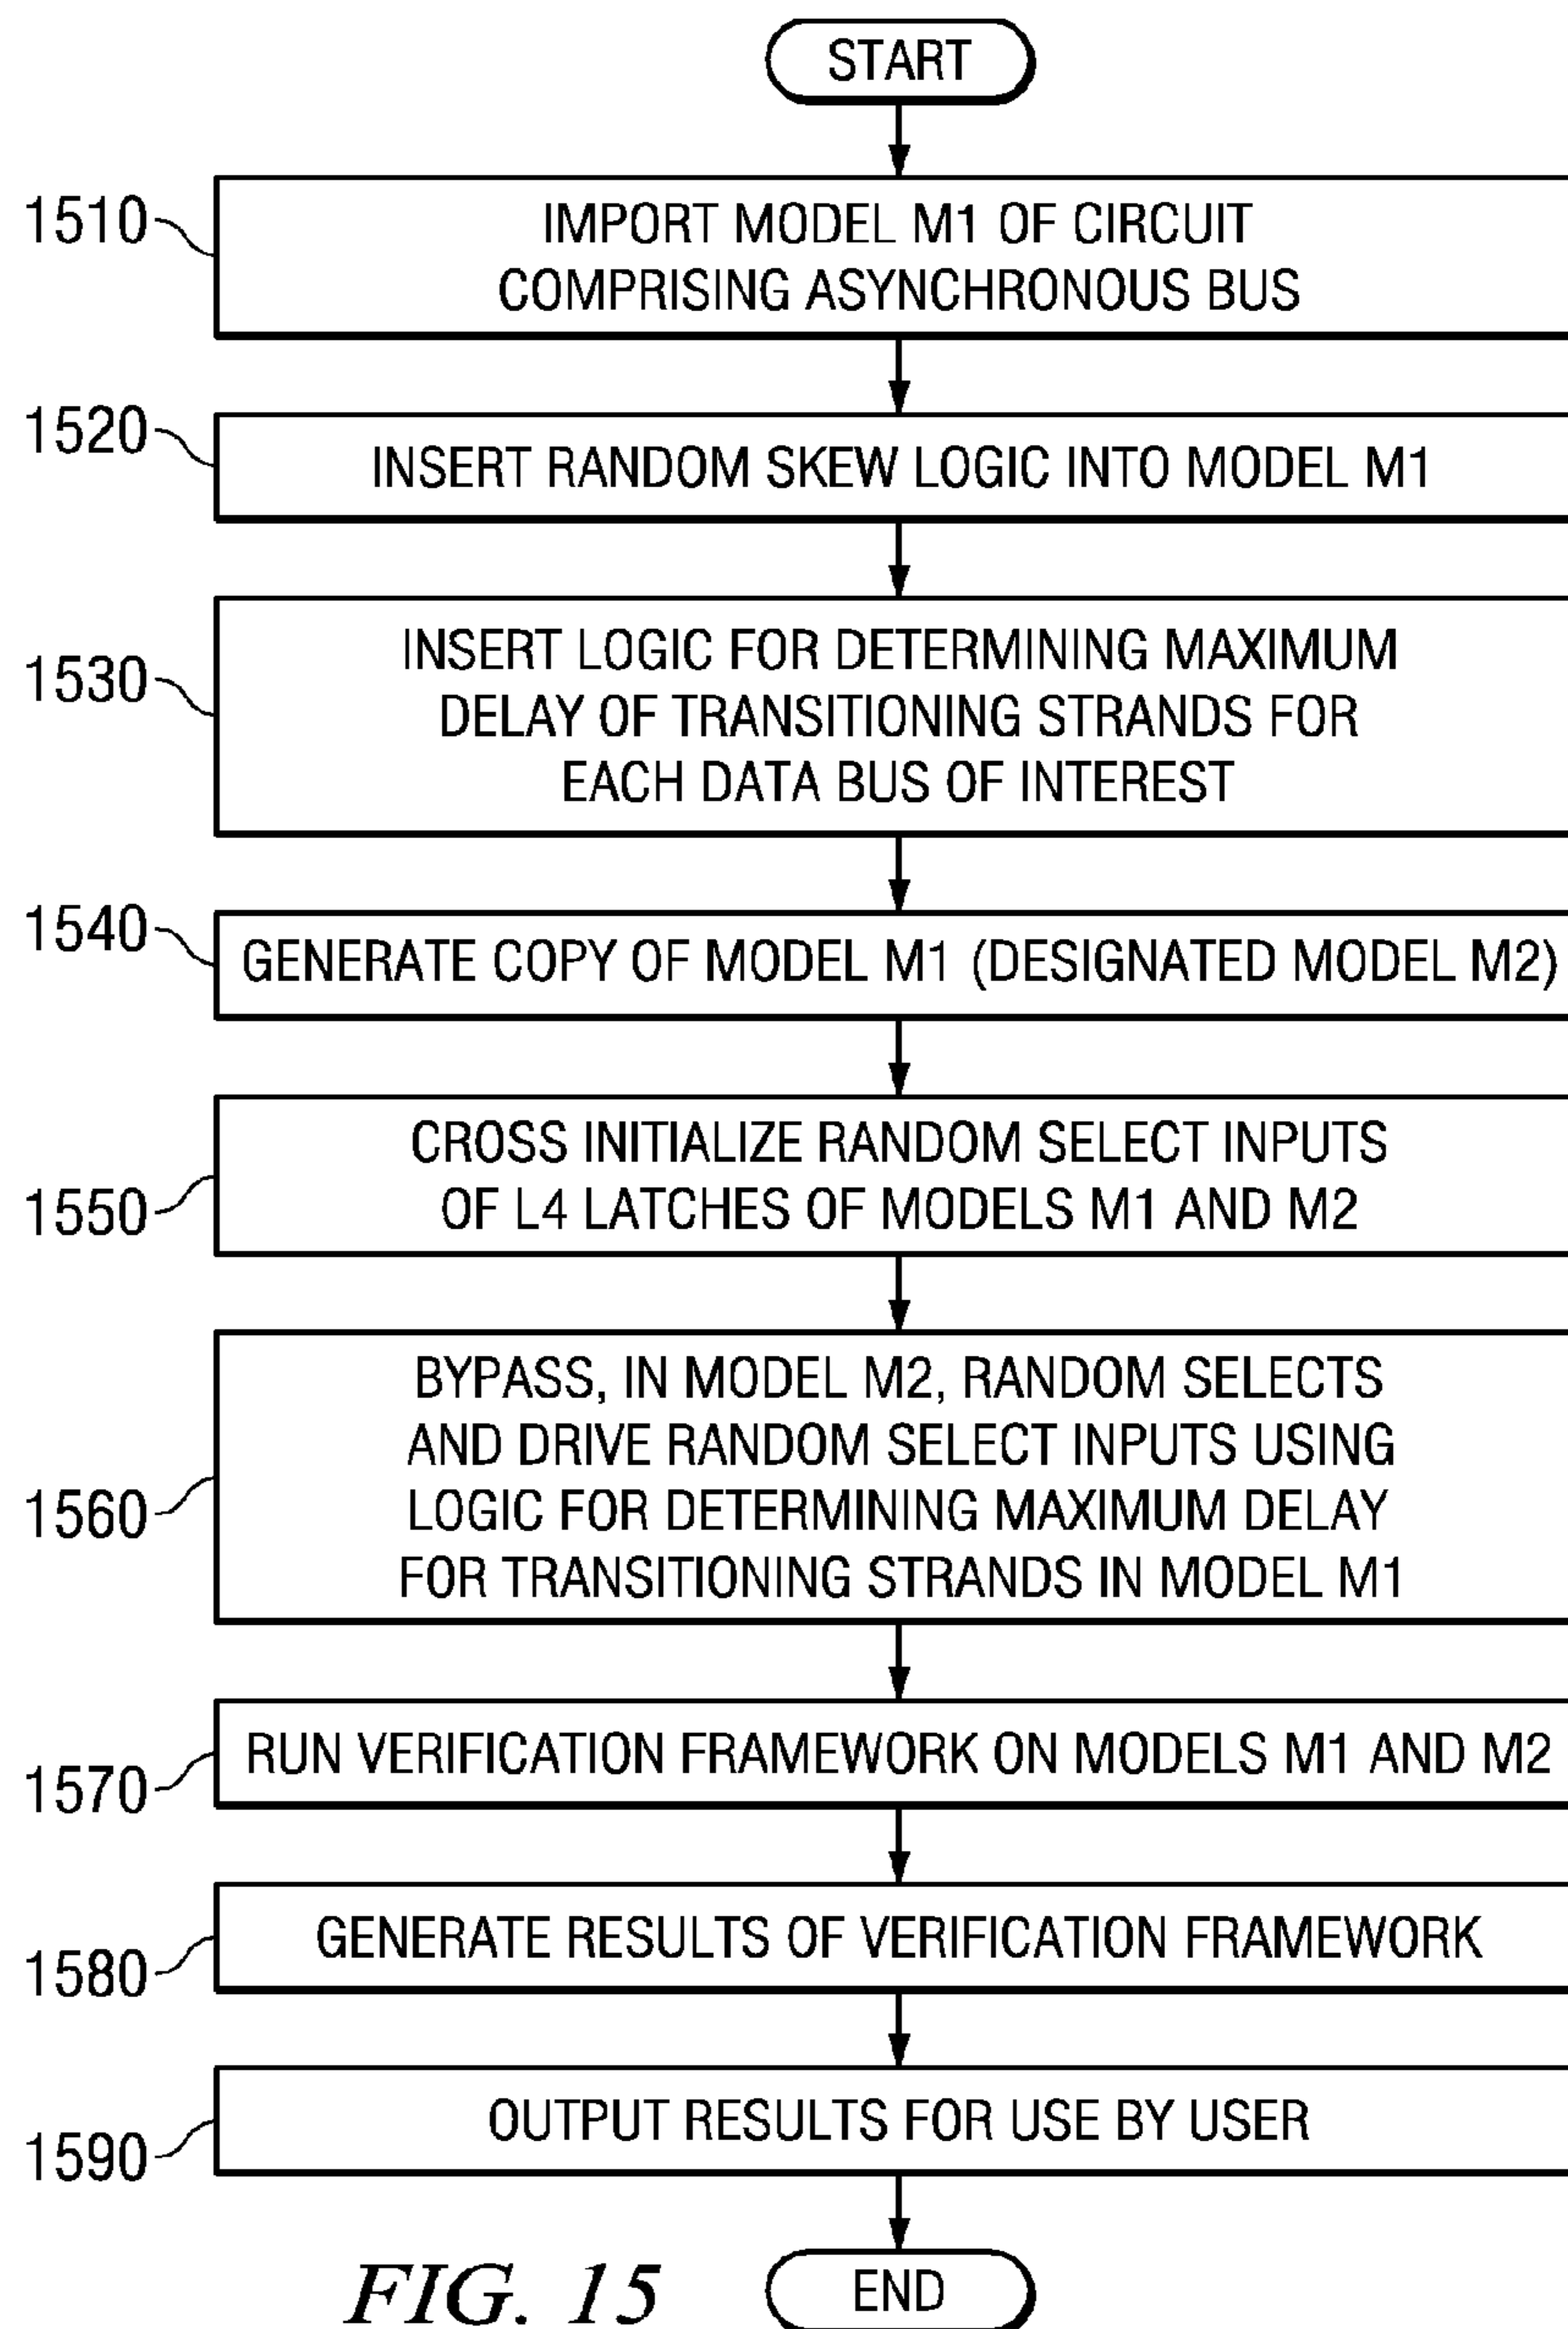 START
1510
IMPORT MODEL M1 OF CIRCUIT
COMPRISING ASYNCHRONOUS BUS
1520
INSERT RANDOM SKEW LOGIC INTO MODEL M1
1530
INSERT LOGIC FOR DETERMINING MAXIMUM
DELAY OF TRANSITIONING STRANDS FOR
EACH DATA BUS OF INTEREST
1540
GENERATE COPY OF MODEL M1 (DESIGNATED MODEL M2)
1550
CROSS INITIALIZE RANDOM SELECT INPUTS
OF L4 LATCHES OF MODELS M1 AND M2
1560
BYPASS, IN MODEL M2, RANDOM SELECTS
AND DRIVE RANDOM SELECT INPUTS USING
LOGIC FOR DETERMINING MAXIMUM DELAY
FOR TRANSITIONING STRANDS IN MODEL M1
1570
RUN VERIFICATION FRAMEWORK ON MODELS M1 AND M2
1580
GENERATE RESULTS OF VERIFICATION FRAMEWORK
1590
OUTPUT RESULTS FOR USE BY USER
END
FIG. 15